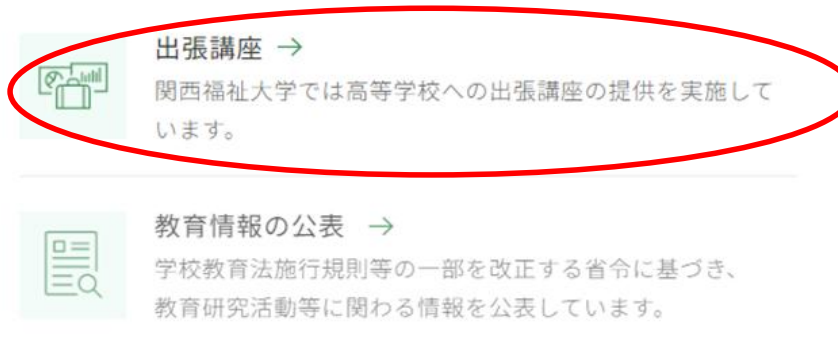 出張講座 →
関西福祉大学では高等学校への出張講座の提供を実施して
います。
教育情報の公表 →
学校教育法施行規則等の一部を改正する省令に基づき、
教育研究活動等に関わる情報を公表しています。